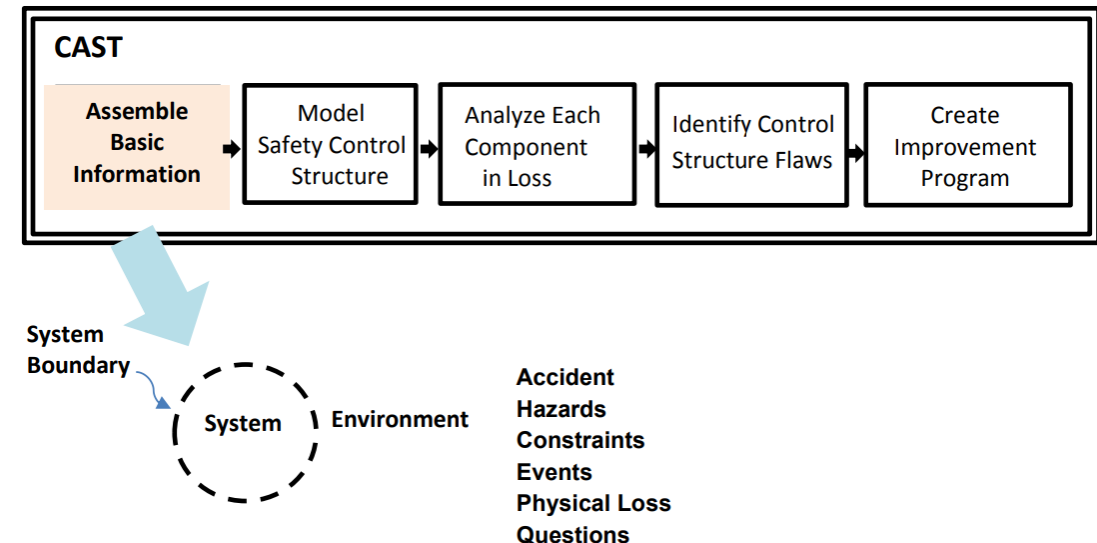 CAST
Assemble
Basic
Information
Model
Safety Control
Structure
Analyze Each
Component
in Loss
Identify Control
Structure Flaws
Create
Improvement
Program
System
Boundary
System
Environment
Accident
Hazards
Constraints
Events
Physical Loss
Questions